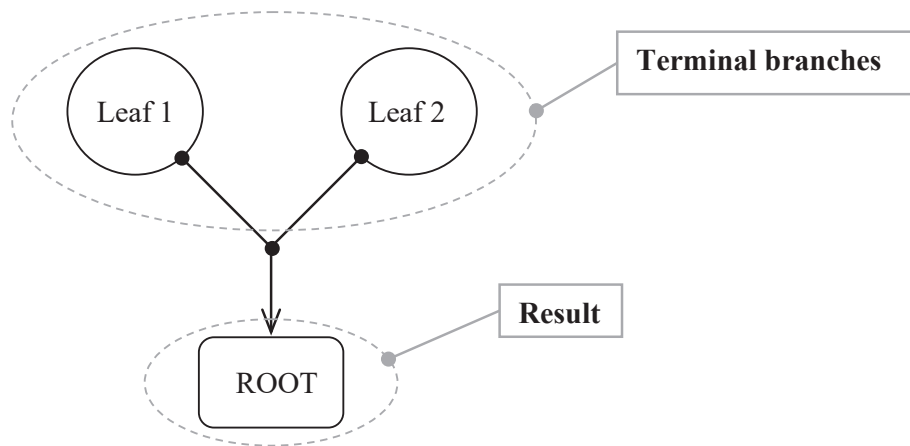 Terminal branches
Leaf 1
Leaf 2
Result
ROOT